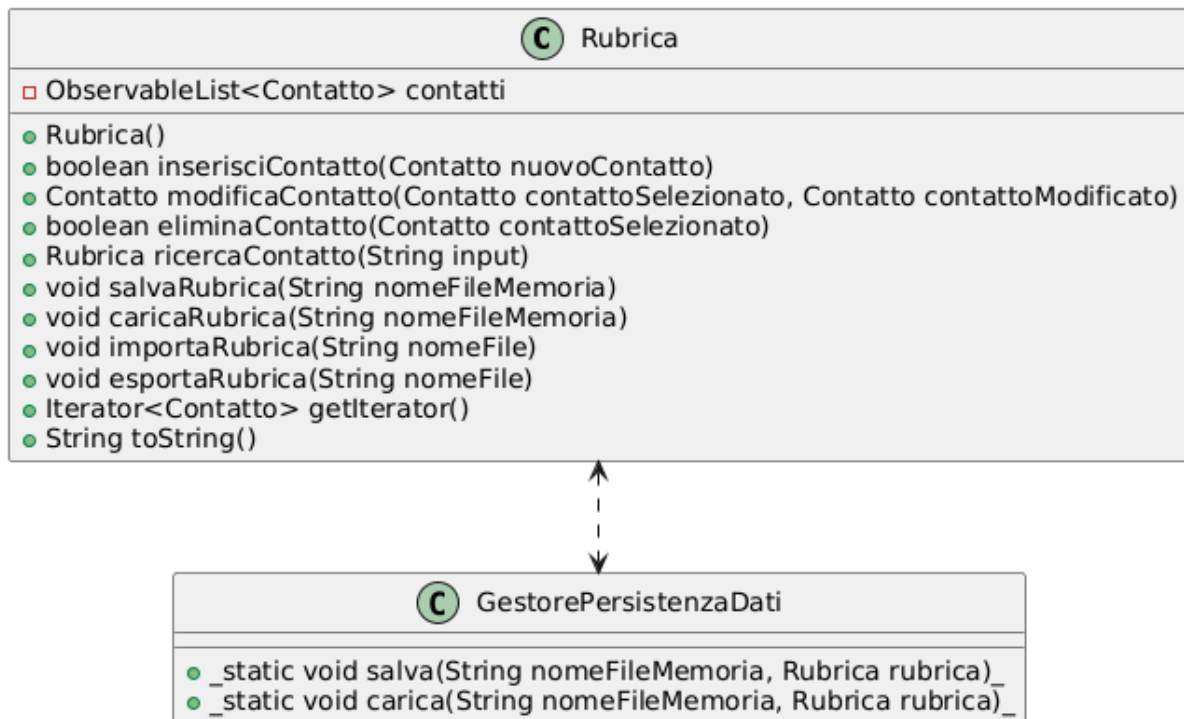 C Rubrica
ObservableList<Contatto> contatti
Rubrica()
boolean inserisciContatto(Contatto nuovoContatto)
Contatto modificaContatto(Contatto contattoSelezionato, Contatto contattoModificato)
boolean eliminaContatto(Contatto contattoSelezionato)
Rubrica ricercaContatto(String input)
void salvaRubrica(String nomeFileMemoria)
void caricaRubrica(String nomeFileMemoria)
void importaRubrica(String nomeFile)
void esportaRubrica(String nomeFile)
Iterator<Contatto> getIterator()
String toString()
C GestorePersistenzaDati
_static void salva(String nomeFileMemoria, Rubrica rubrica)_
_static void carica(String nomeFileMemoria, Rubrica rubrica)_